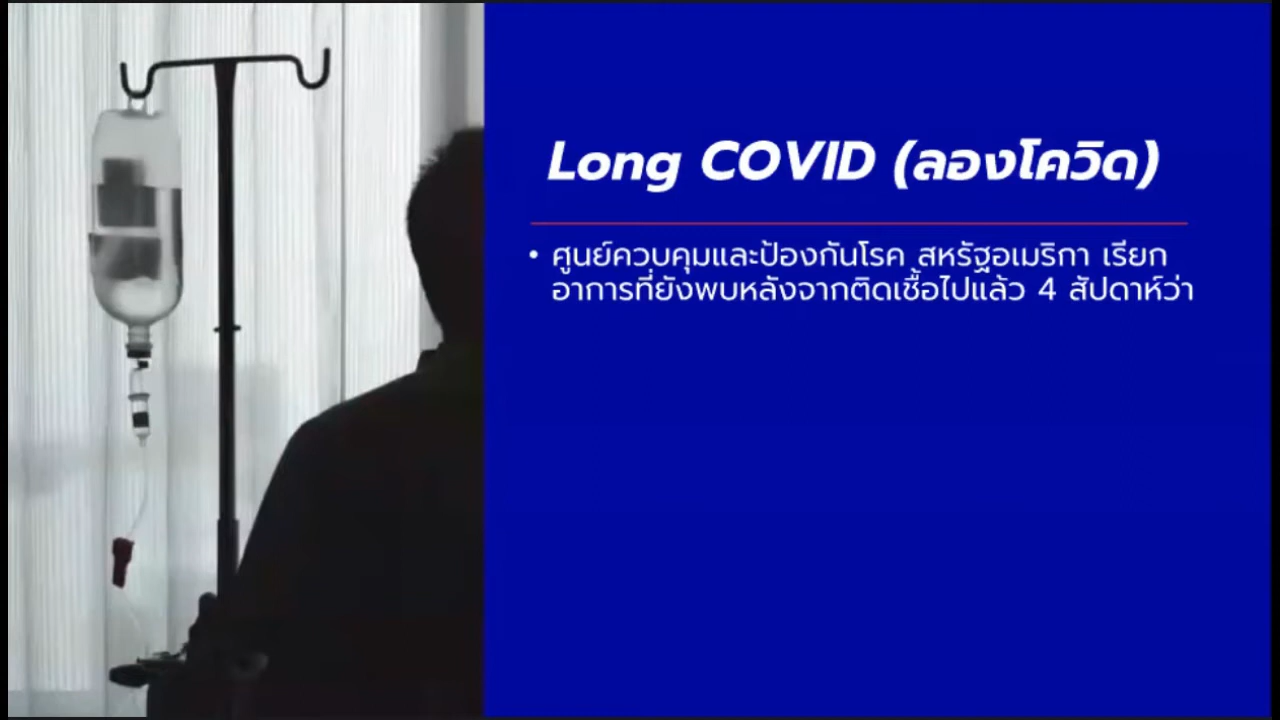 Long COVID (ลองโควิด)
• ศูนย์ควบคุมและป้องกันโรค สหรัฐอเมริกา เรียก
อาการที่ยังพบหลังจากติดเชื้อไปแล้ว 4 สัปดาห์ว่า